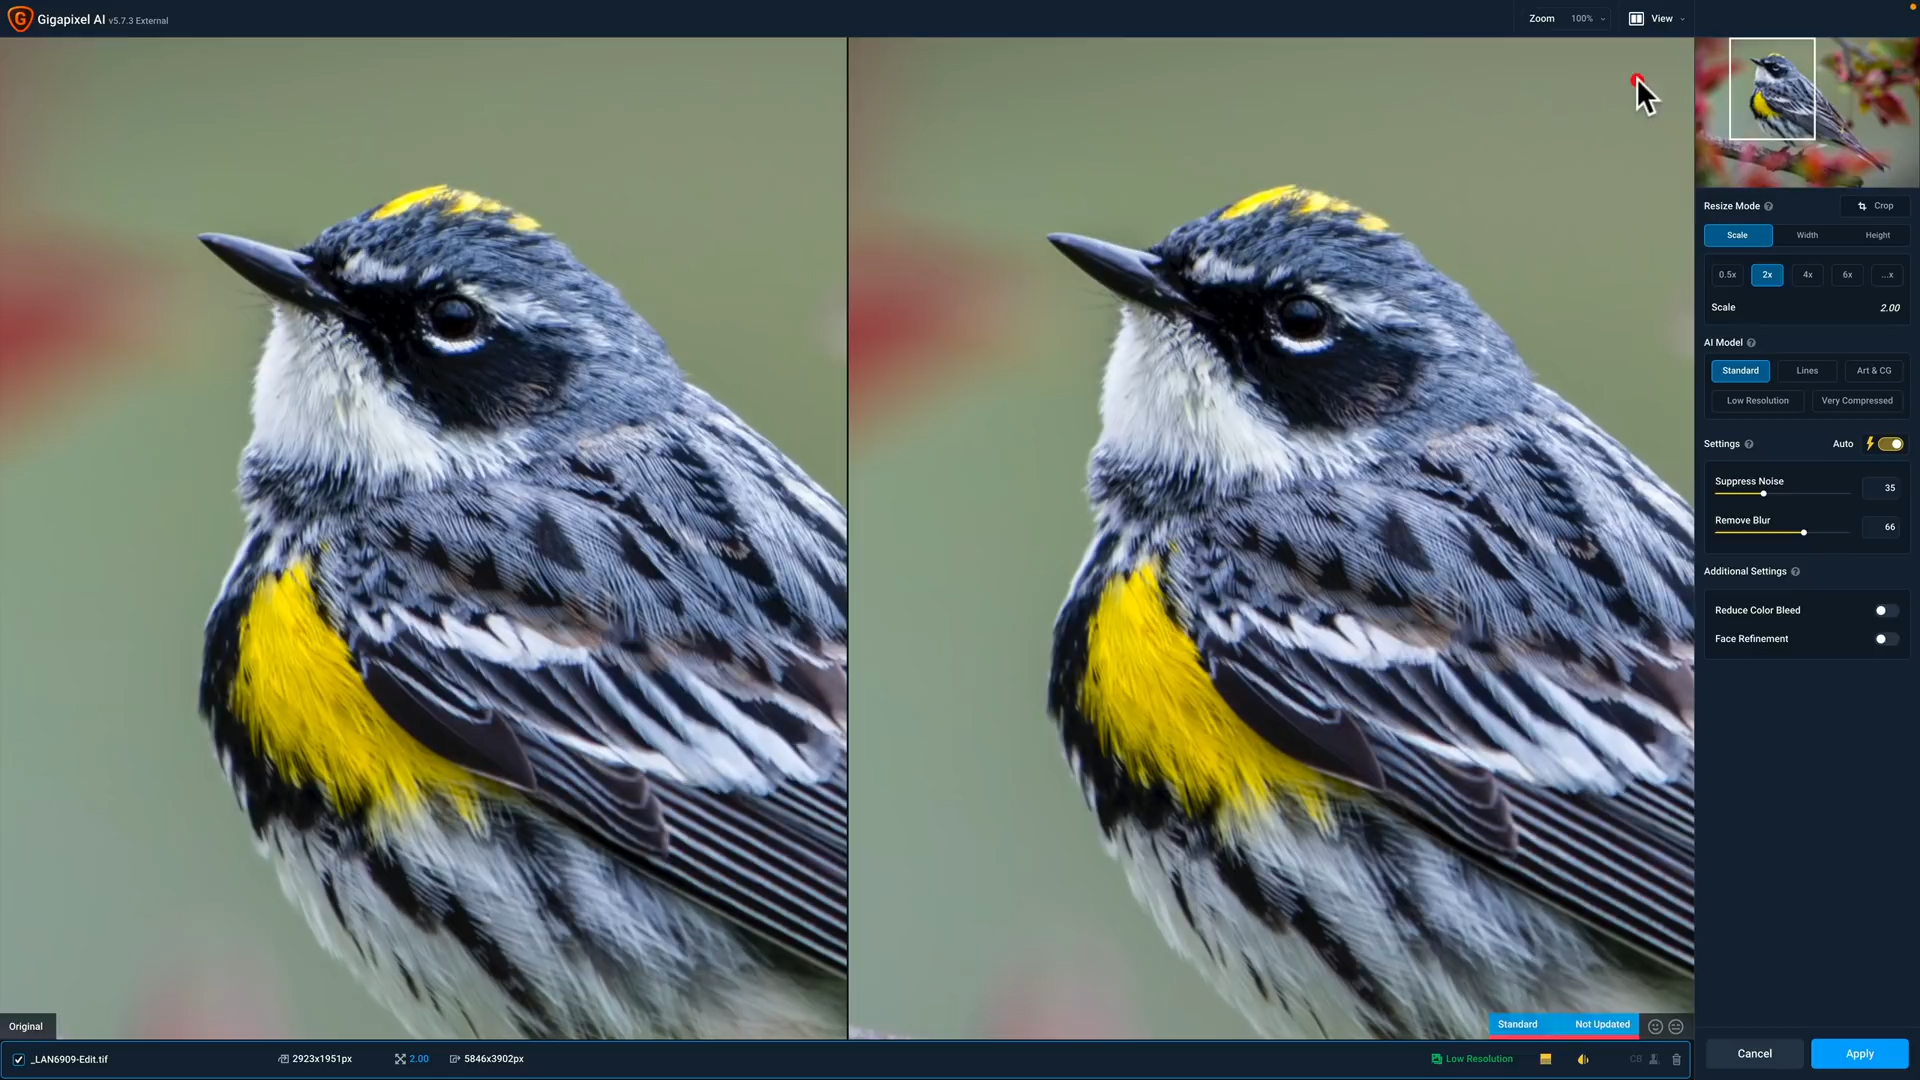 Gigapixel AI v5.7.3 External
Zoom 100% View
Resize Mode Crop
Scale Width Height
0.5x 2x 4x 6x ...x
Scale 2.00
AI Model
Standard Lines Art & CG
Low Resolution Very Compressed
Settings Auto
Suppress Noise 35
Remove Blur 66
Additional Settings
Reduce Color Bleed
Face Refinement
Original
Standard Not Updated
_LAN6909-Edit.tif 2923x1951px 2.00 5846x3902px Low Resolution CB
Cancel Apply